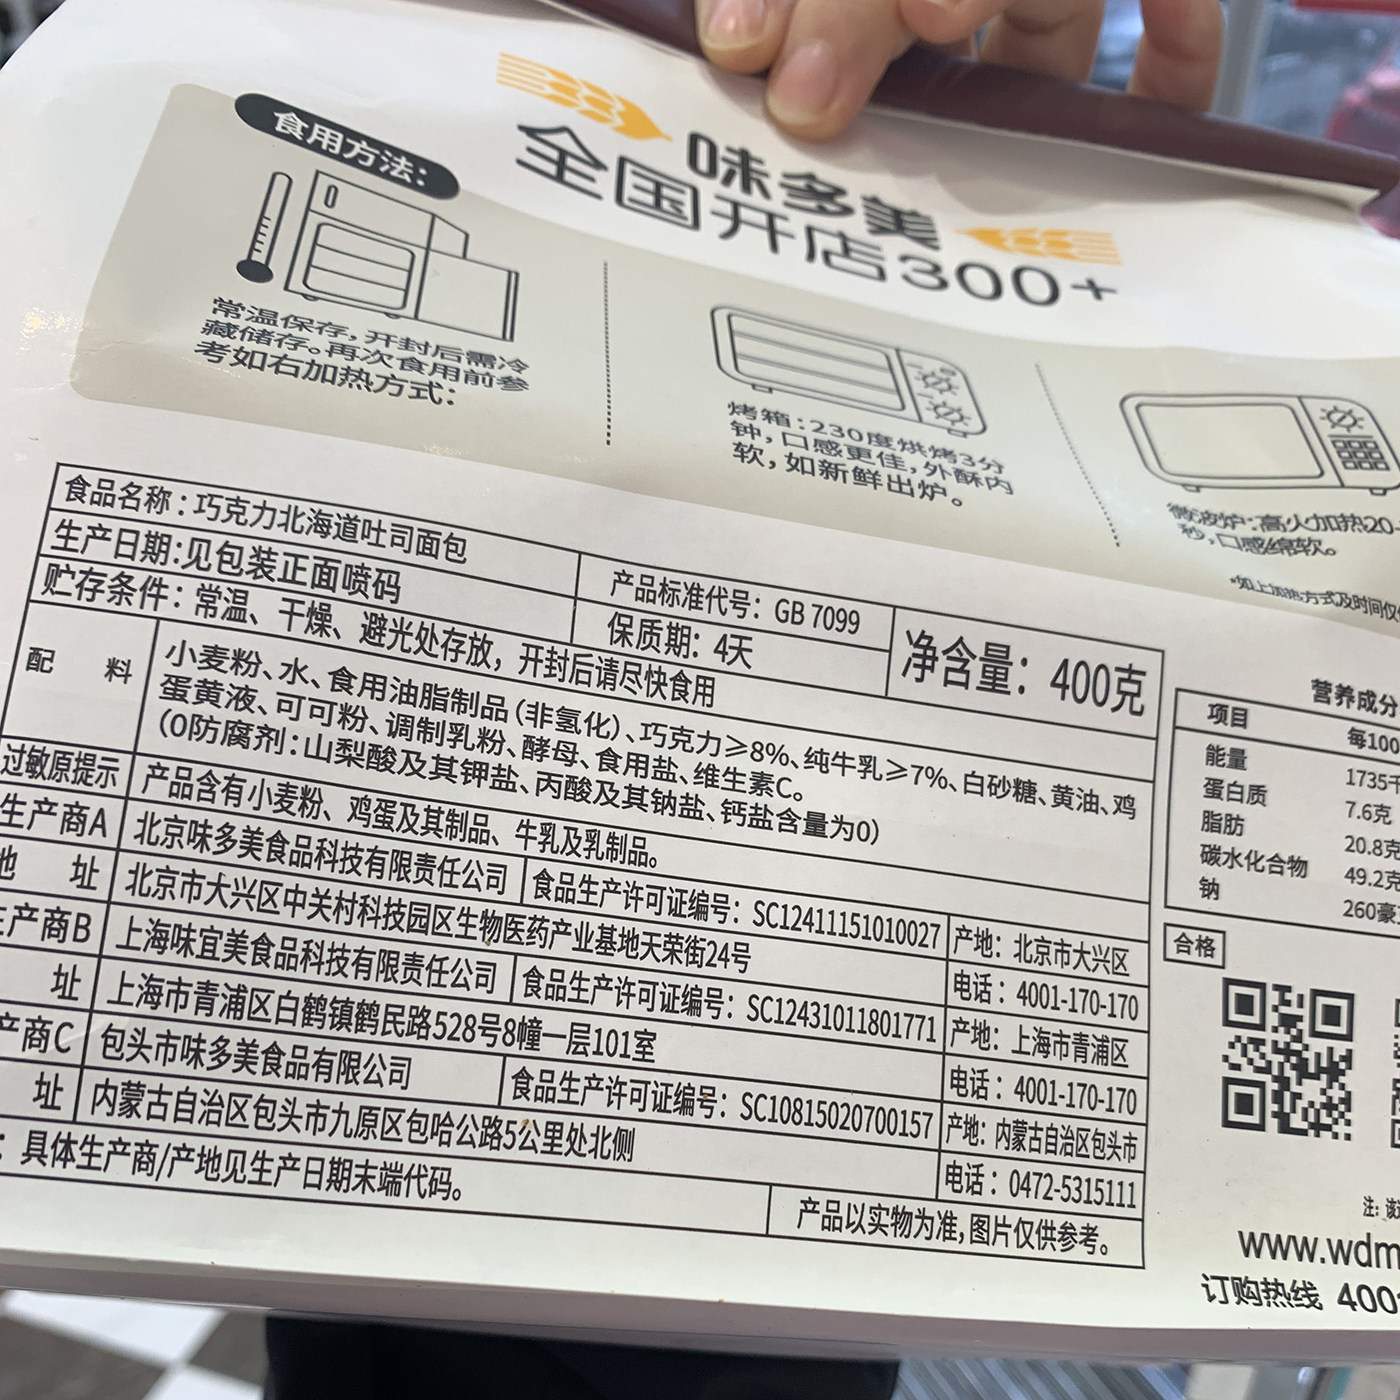 味多美
全国开店300+
食用方法：
常温保存，开封后需冷
藏储存。再次食用前参
考如右加热方式：
烤箱：230度烘烤3分
钟，口感更佳，外酥内
软，如新鲜出炉。
微波炉：高火加热20-
秒，口感绵软。
*如上加热方式及时间仅
食品名称：巧克力北海道吐司面包
生产日期：见包装正面喷码
产品标准代号：GB 7099
保质期：4天
净含量：400克
贮存条件：常温、干燥、避光处存放，开封后请尽快食用
配 料
小麦粉、水、食用油脂制品（非氢化）、巧克力≥8%、纯牛乳≥7%、白砂糖、黄油、鸡
蛋黄液、可可粉、调制乳粉、酵母、食用盐、维生素C。
（0防腐剂：山梨酸及其钾盐、丙酸及其钠盐、钙盐含量为0）
过敏原提示
产品含有小麦粉、鸡蛋及其制品、牛乳及乳制品。
生产商A 北京味多美食品科技有限责任公司 食品生产许可证编号：SC12411151010027 产地：北京市大兴区
地 址 北京市大兴区中关村科技园区生物医药产业基地天荣街24号 电话：4001-170-170
生产商B 上海味宜美食品科技有限责任公司 食品生产许可证编号：SC12431011801771 产地：上海市青浦区
址 上海市青浦区白鹤镇鹤民路528号8幢一层101室 电话：4001-170-170
产商C 包头市味多美食品有限公司 食品生产许可证编号：SC10815020700157 产地：内蒙古自治区包头市
址 内蒙古自治区包头市九原区包哈公路5公里处北侧 电话：0472-5315111
：具体生产商/产地见生产日期末端代码。
产品以实物为准，图片仅供参考。
营养成分
项目 每100
能量 1735千
蛋白质 7.6克
脂肪 20.8克
碳水化合物 49.2克
钠 260毫
合格
注：该
www.wdm
订购热线 400